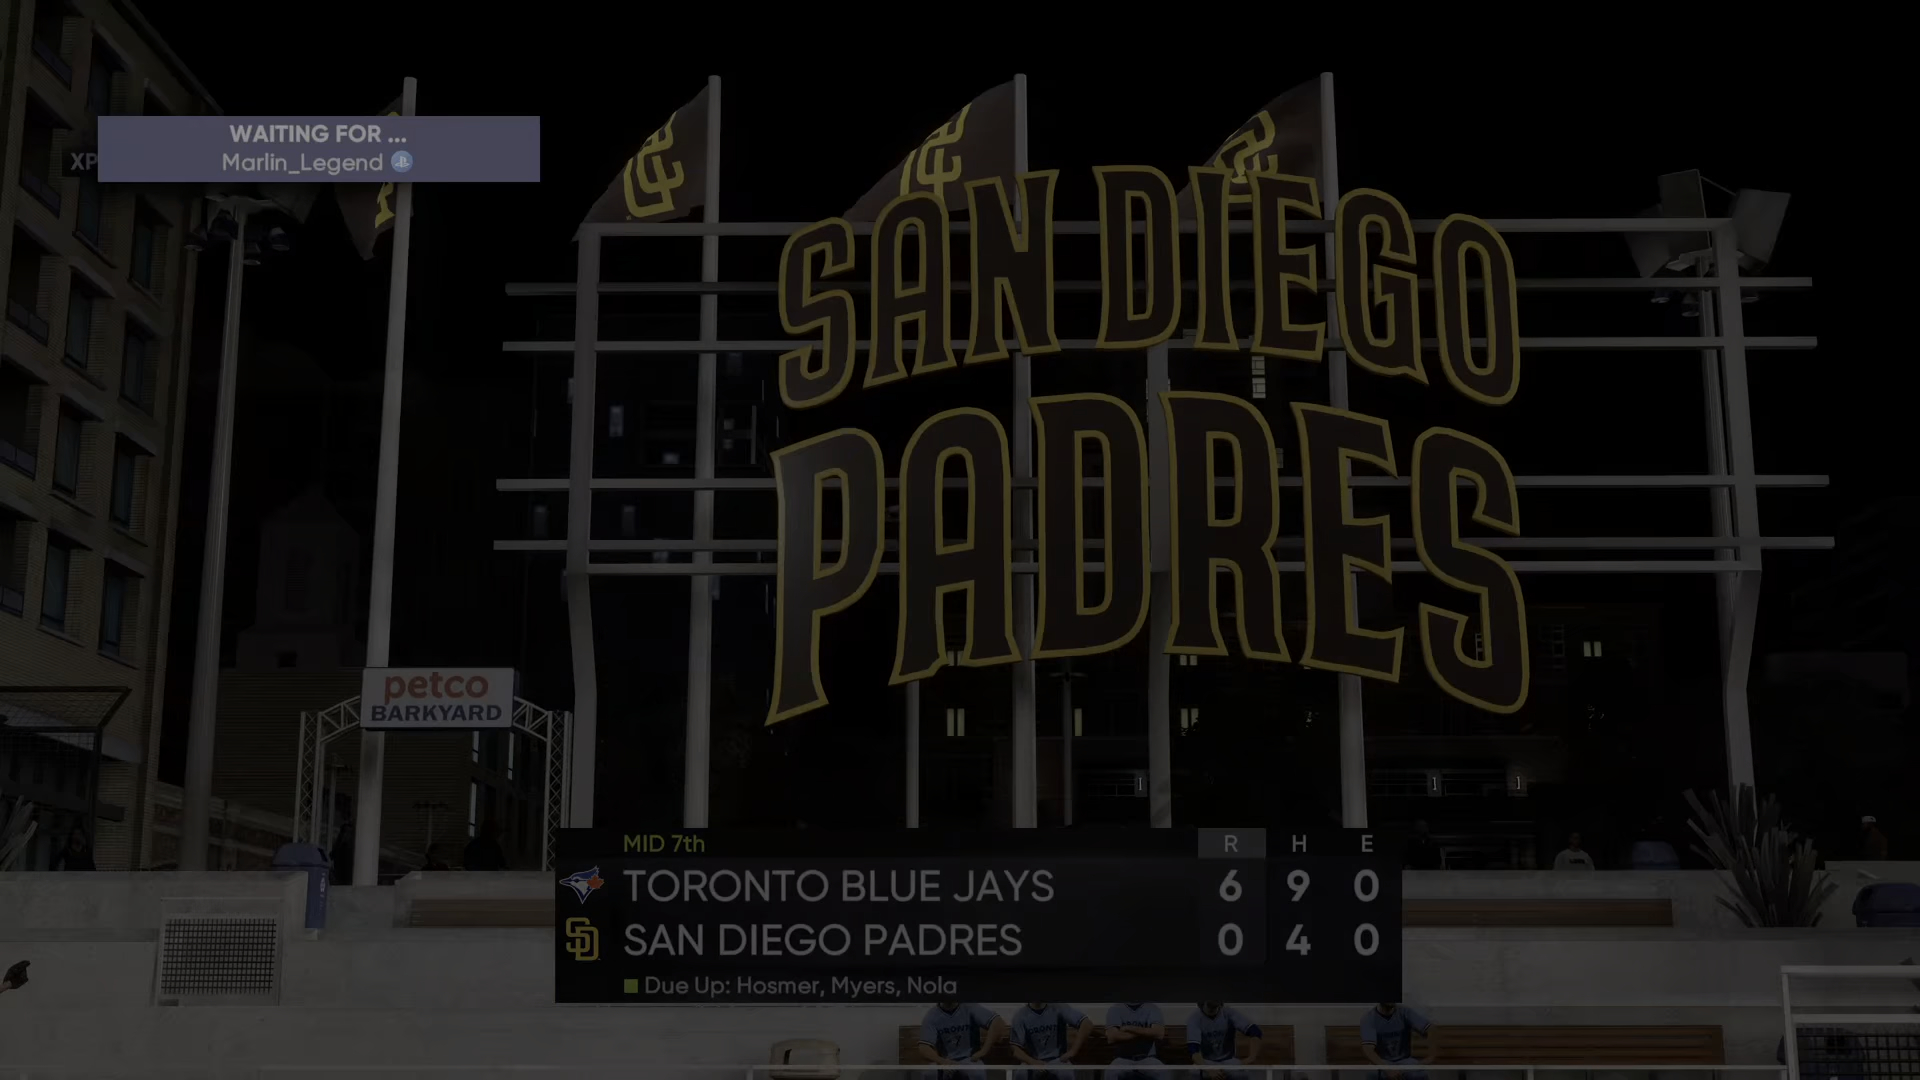 WAITING FOR ...
XP
Marlin_Legend
SAN DIEGO
PADRES
petco
BARKYARD
MID 7th R H E
TORONTO BLUE JAYS 6 9 0
SAN DIEGO PADRES 0 4 0
Due Up: Hosmer, Myers, Nola